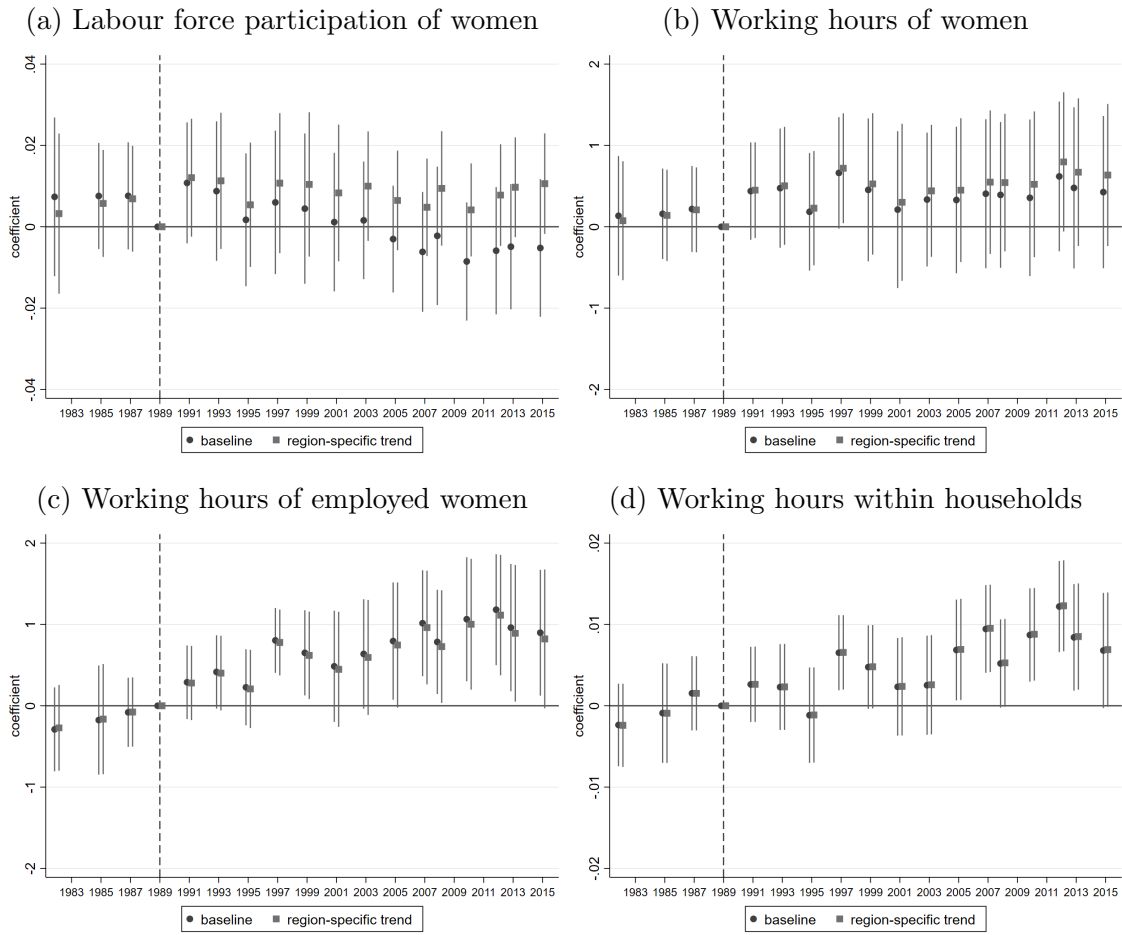 (a) Labour force participation of women
.04
.02
0
-.02
-.04
coefficient
1983 1985 1987 1989 1991 1993 1995 1997 1999 2001 2003 2005 2007 2009 2011 2013 2015
baseline region-specific trend
(b) Working hours of women
2
1
0
-1
-2
coefficient
1983 1985 1987 1989 1991 1993 1995 1997 1999 2001 2003 2005 2007 2009 2011 2013 2015
baseline region-specific trend
(c) Working hours of employed women
2
1
0
-1
-2
coefficient
1983 1985 1987 1989 1991 1993 1995 1997 1999 2001 2003 2005 2007 2009 2011 2013 2015
baseline region-specific trend
(d) Working hours within households
.02
.01
0
-.01
-.02
coefficient
1983 1985 1987 1989 1991 1993 1995 1997 1999 2001 2003 2005 2007 2009 2011 2013 2015
baseline region-specific trend